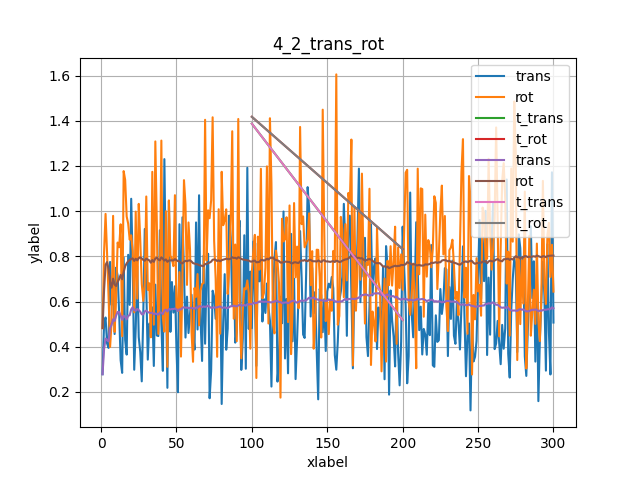 4_2_trans_rot
1.6
1.4
1.2
1.0
0.8
0.6
0.4
0.2
ylabel
0
50
100
150
200
250
300
xlabel
trans
rot
t_trans
t_rot
trans
rot
t_trans
t_rot